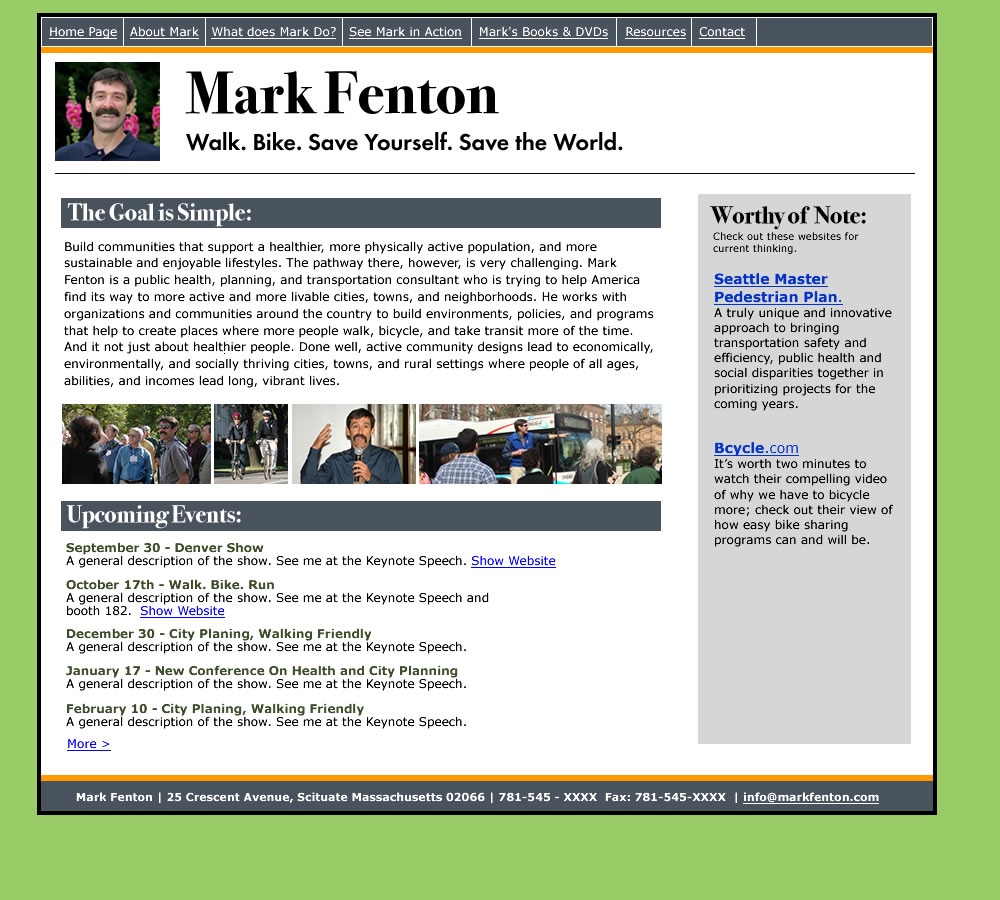 Home Page About Mark What does Mark Do? See Mark in Action Mark's Books & DVDs Resources Contact
Mark Fenton
Walk. Bike. Save Yourself. Save the World.
The Goal is Simple:
Build communities that support a healthier, more physically active population, and more
sustainable and enjoyable lifestyles. The pathway there, however, is very challenging. Mark
Fenton is a public health, planning, and transportation consultant who is trying to help America
find its way to more active and more livable cities, towns, and neighborhoods. He works with
organizations and communities around the country to build environments, policies, and programs
that help to create places where more people walk, bicycle, and take transit more of the time.
And it not just about healthier people. Done well, active community designs lead to economically,
environmentally, and socially thriving cities, towns, and rural settings where people of all ages,
abilities, and incomes lead long, vibrant lives.
Upcoming Events:
September 30 - Denver Show
A general description of the show. See me at the Keynote Speech. Show Website
October 17th - Walk. Bike. Run
A general description of the show. See me at the Keynote Speech and
booth 182. Show Website
December 30 - City Planing, Walking Friendly
A general description of the show. See me at the Keynote Speech.
January 17 - New Conference On Health and City Planning
A general description of the show. See me at the Keynote Speech.
February 10 - City Planing, Walking Friendly
A general description of the show. See me at the Keynote Speech.
More >
Worthy of Note:
Check out these websites for
current thinking.
Seattle Master
Pedestrian Plan.
A truly unique and innovative
approach to bringing
transportation safety and
efficiency, public health and
social disparities together in
prioritizing projects for the
coming years.
Bcycle.com
It's worth two minutes to
watch their compelling video
of why we have to bicycle
more; check out their view of
how easy bike sharing
programs can and will be.
Mark Fenton | 25 Crescent Avenue, Scituate Massachusetts 02066 | 781-545 - XXXX Fax: 781-545-XXXX | info@markfenton.com